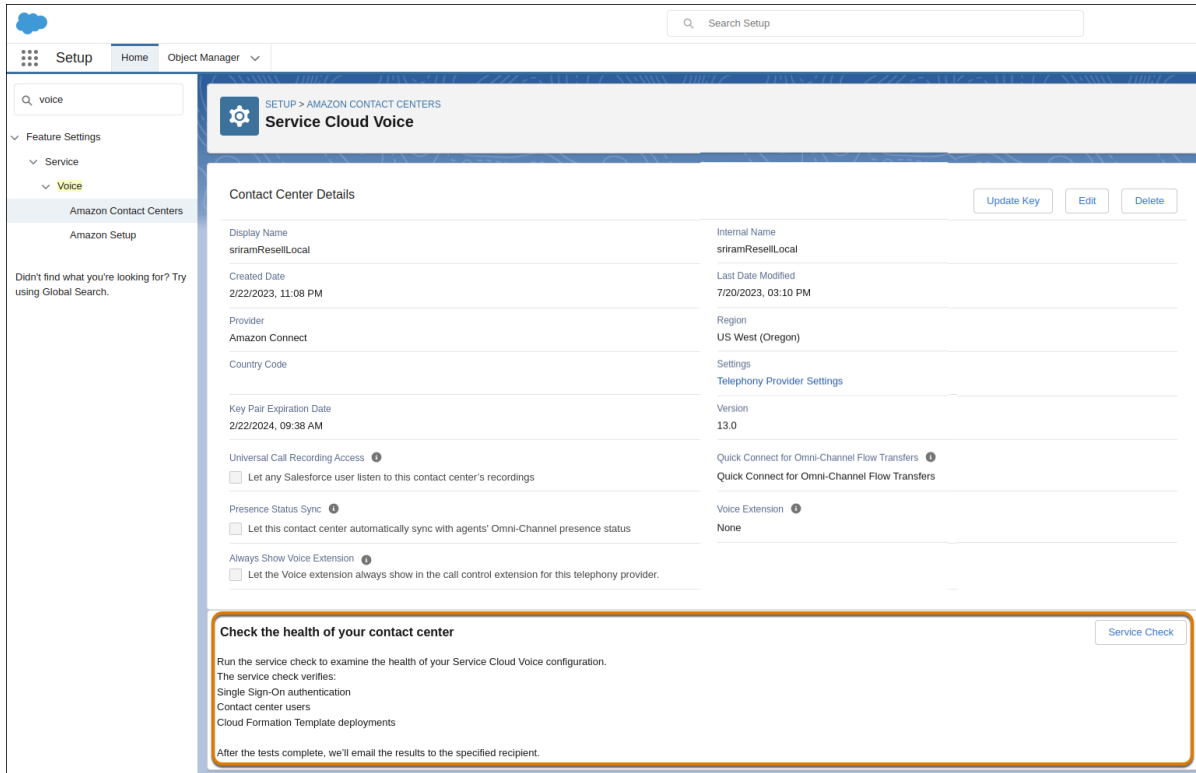 Search Setup
Setup
Home
Object Manager
voice
Feature Settings
Service
Voice
Amazon Contact Centers
Amazon Setup
Didn't find what you're looking for? Try
using Global Search.
SETUP > AMAZON CONTACT CENTERS
Service Cloud Voice
Contact Center Details
Update Key
Edit
Delete
Display Name
sriramResellLocal
Internal Name
sriramResellLocal
Created Date
2/22/2023, 11:08 PM
Last Date Modified
7/20/2023, 03:10 PM
Provider
Amazon Connect
Region
US West (Oregon)
Country Code
Settings
Telephony Provider Settings
Key Pair Expiration Date
2/22/2024, 09:38 AM
Version
13.0
Universal Call Recording Access
Let any Salesforce user listen to this contact center's recordings
Quick Connect for Omni-Channel Flow Transfers
Quick Connect for Omni-Channel Flow Transfers
Presence Status Sync
Let this contact center automatically sync with agents' Omni-Channel presence status
Voice Extension
None
Always Show Voice Extension
Let the Voice extension always show in the call control extension for this telephony provider.
Check the health of your contact center
Service Check
Run the service check to examine the health of your Service Cloud Voice configuration.
The service check verifies:
Single Sign-On authentication
Contact center users
Cloud Formation Template deployments
After the tests complete, we'll email the results to the specified recipient.